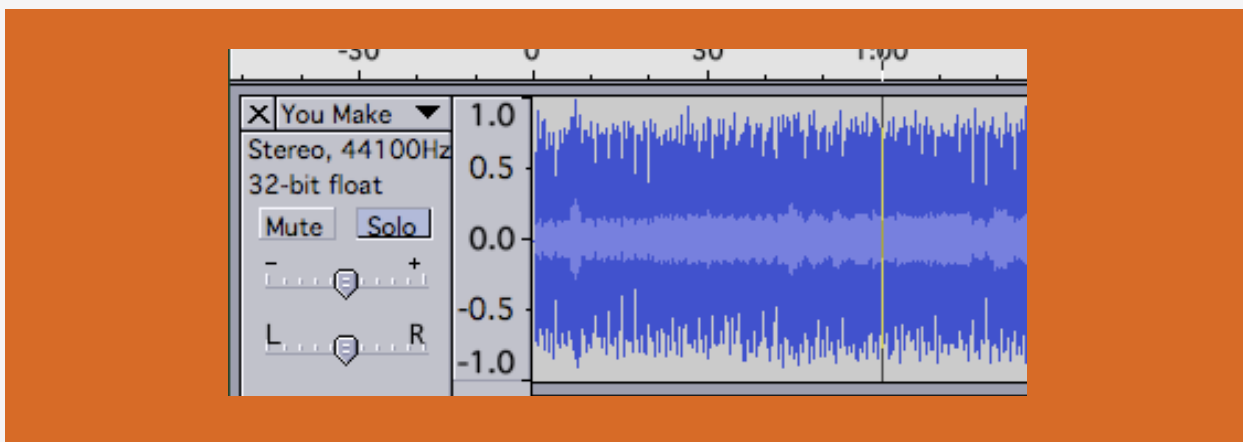 -30 0 30 1:00
X You Make
Stereo, 44100Hz
32-bit float
Mute Solo
- +
L R
1.0
0.5
0.0
-0.5
-1.0